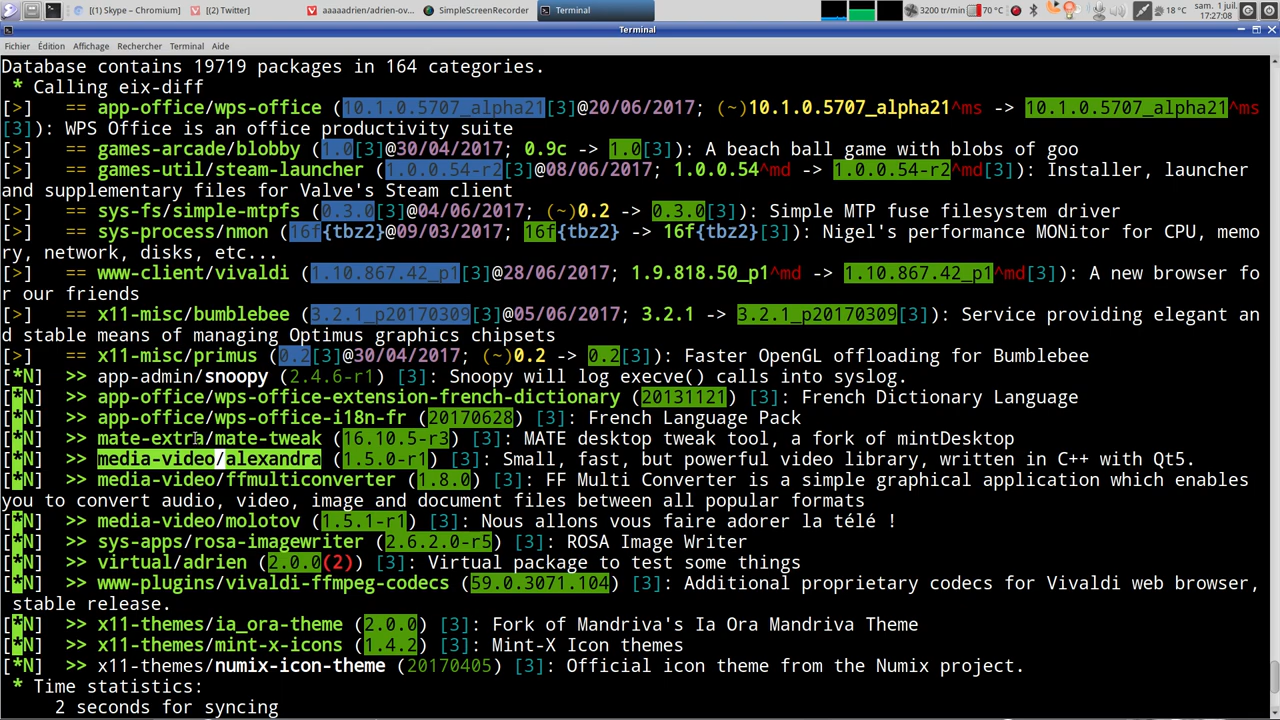 [(1) Skype – Chromium]
[(2) Twitter]
aaaaadrien/adrien-ov...
SimpleScreenRecorder
Terminal
3200 tr/min
70 °C
18 °C
sam. 1 juil.
17:27:08
Terminal
Fichier Édition Affichage Rechercher Terminal Aide
Database contains 19719 packages in 164 categories.
* Calling eix-diff
[>] == app-office/wps-office (10.1.0.5707_alpha21[3]@20/06/2017; (~)10.1.0.5707_alpha21^ms -> 10.1.0.5707_alpha21^ms
[3]): WPS Office is an office productivity suite
[>] == games-arcade/blobby (1.0[3]@30/04/2017; 0.9c -> 1.0[3]): A beach ball game with blobs of goo
[>] == games-util/steam-launcher (1.0.0.54-r2[3]@08/06/2017; 1.0.0.54^md -> 1.0.0.54-r2^md[3]): Installer, launcher
and supplementary files for Valve's Steam client
[>] == sys-fs/simple-mtpfs (0.3.0[3]@04/06/2017; (~)0.2 -> 0.3.0[3]): Simple MTP fuse filesystem driver
[>] == sys-process/nmon (16f{tbz2}@09/03/2017; 16f{tbz2} -> 16f{tbz2}[3]): Nigel's performance MONitor for CPU, memo
ry, network, disks, etc...
[>] == www-client/vivaldi (1.10.867.42_p1[3]@28/06/2017; 1.9.818.50_p1^md -> 1.10.867.42_p1^md[3]): A new browser fo
r our friends
[>] == x11-misc/bumblebee (3.2.1_p20170309[3]@05/06/2017; 3.2.1 -> 3.2.1_p20170309[3]): Service providing elegant an
d stable means of managing Optimus graphics chipsets
[>] == x11-misc/primus (0.2[3]@30/04/2017; (~)0.2 -> 0.2[3]): Faster OpenGL offloading for Bumblebee
[*N] >> app-admin/snoopy (2.4.6-r1) [3]: Snoopy will log execve() calls into syslog.
[*N] >> app-office/wps-office-extension-french-dictionary (20131121) [3]: French Dictionary Language
[*N] >> app-office/wps-office-i18n-fr (20170628) [3]: French Language Pack
[*N] >> mate-extra/mate-tweak (16.10.5-r3) [3]: MATE desktop tweak tool, a fork of mintDesktop
[*N] >> media-video/alexandra (1.5.0-r1) [3]: Small, fast, but powerful video library, written in C++ with Qt5.
[*N] >> media-video/ffmulticonverter (1.8.0) [3]: FF Multi Converter is a simple graphical application which enables
you to convert audio, video, image and document files between all popular formats
[*N] >> media-video/molotov (1.5.1-r1) [3]: Nous allons vous faire adorer la télé !
[*N] >> sys-apps/rosa-imagewriter (2.6.2.0-r5) [3]: ROSA Image Writer
[*N] >> virtual/adrien (2.0.0(2)) [3]: Virtual package to test some things
[*N] >> www-plugins/vivaldi-ffmpeg-codecs (59.0.3071.104) [3]: Additional proprietary codecs for Vivaldi web browser,
stable release.
[*N] >> x11-themes/ia_ora-theme (2.0.0) [3]: Fork of Mandriva's Ia Ora Mandriva Theme
[*N] >> x11-themes/mint-x-icons (1.4.2) [3]: Mint-X Icon themes
[*N] >> x11-themes/numix-icon-theme (20170405) [3]: Official icon theme from the Numix project.
* Time statistics:
2 seconds for syncing